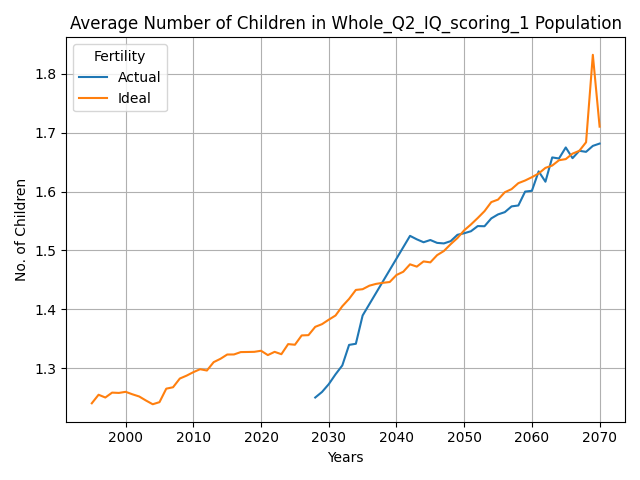 Average Number of Children in Whole_Q2_IQ_scoring_1 Population
Fertility
Actual
Ideal
1.8
1.7
1.6
1.5
1.4
1.3
No. of Children
2000 2010 2020 2030 2040 2050 2060 2070
Years